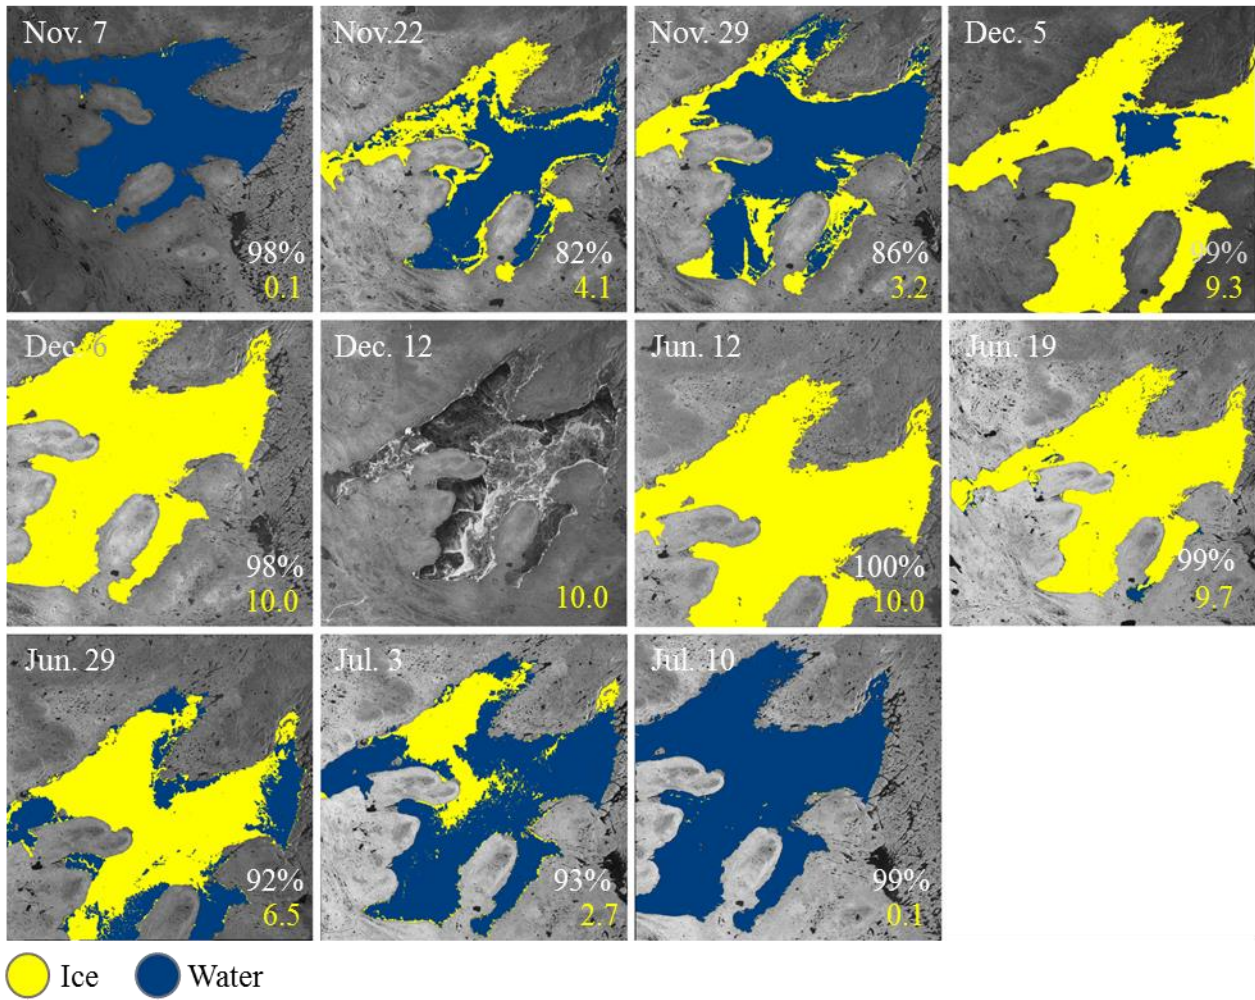 Nov. 7
98%
0.1
Nov.22
82%
4.1
Nov. 29
86%
3.2
Dec. 5
99%
9.3
Dec. 6
98%
10.0
Dec. 12
10.0
Jun. 12
100%
10.0
Jun. 19
99%
9.7
Jun. 29
92%
6.5
Jul. 3
93%
2.7
Jul. 10
99%
0.1
Ice
Water